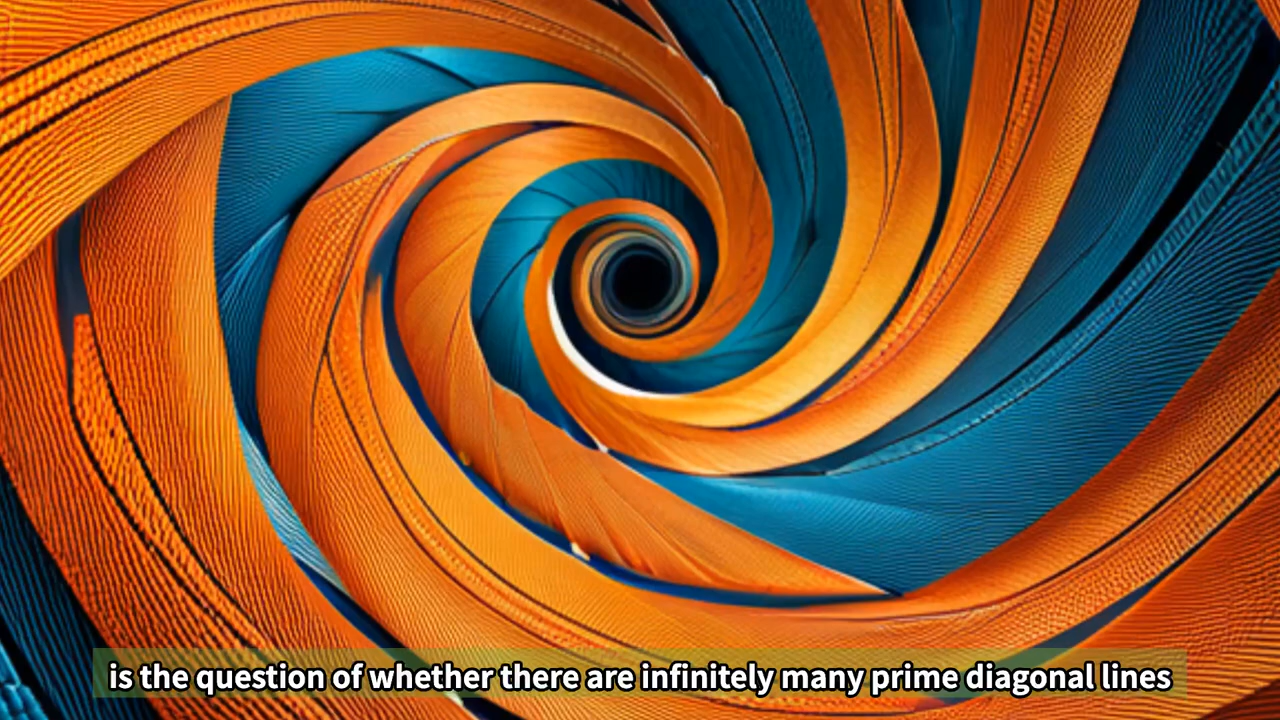 is the question of whether there are infinitely many prime diagonal lines